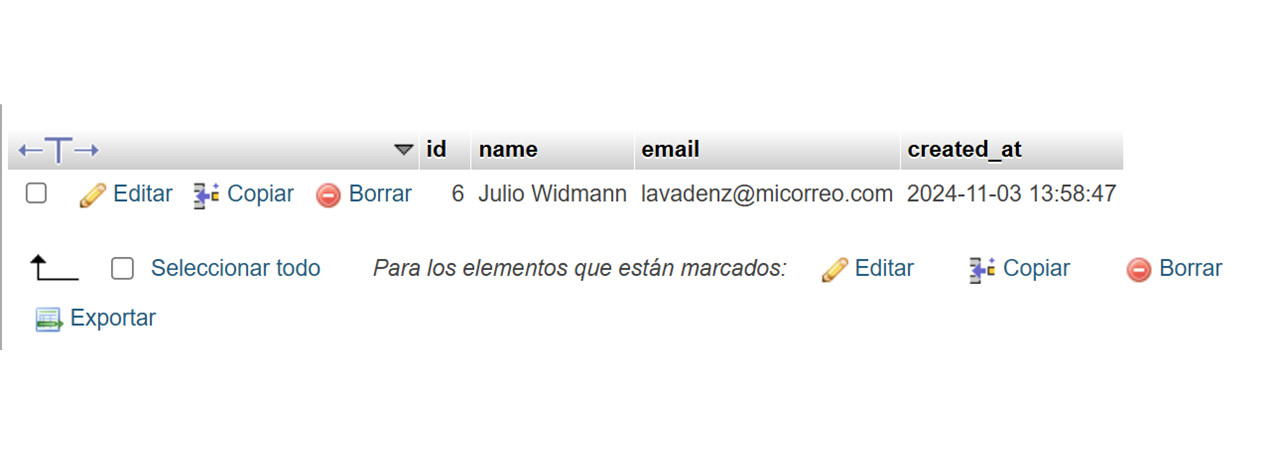 id name email created_at
Editar Copiar Borrar 6 Julio Widmann lavadenz@micorreo.com 2024-11-03 13:58:47
Seleccionar todo Para los elementos que están marcados: Editar Copiar Borrar
Exportar